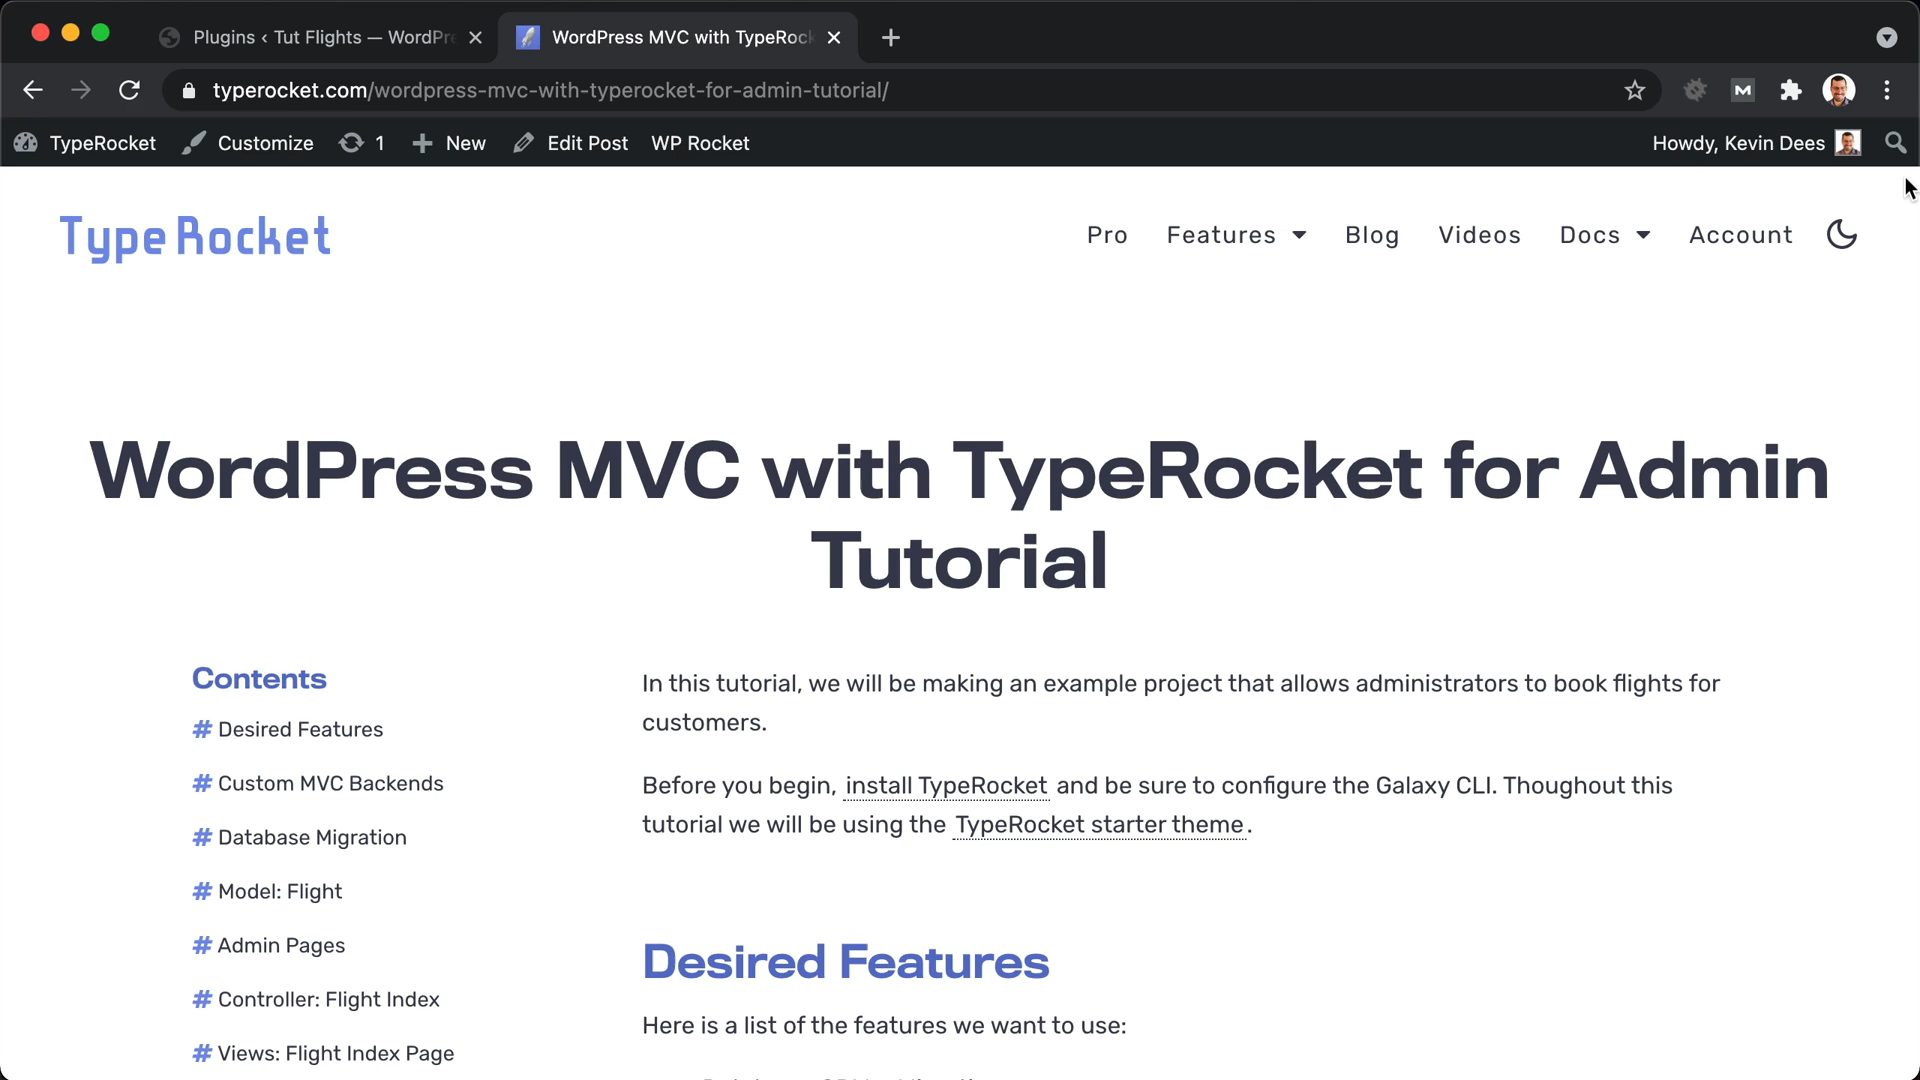 Plugins ‹ Tut Flights — WordPre
WordPress MVC with TypeRock
typerocket.com/wordpress-mvc-with-typerocket-for-admin-tutorial/
TypeRocket Customize 1 New Edit Post WP Rocket Howdy, Kevin Dees
TypeRocket
Pro Features Blog Videos Docs Account
WordPress MVC with TypeRocket for Admin
Tutorial
Contents
# Desired Features
# Custom MVC Backends
# Database Migration
# Model: Flight
# Admin Pages
# Controller: Flight Index
# Views: Flight Index Page
In this tutorial, we will be making an example project that allows administrators to book flights for
customers.
Before you begin, install TypeRocket and be sure to configure the Galaxy CLI. Thoughout this
tutorial we will be using the TypeRocket starter theme.
Desired Features
Here is a list of the features we want to use: